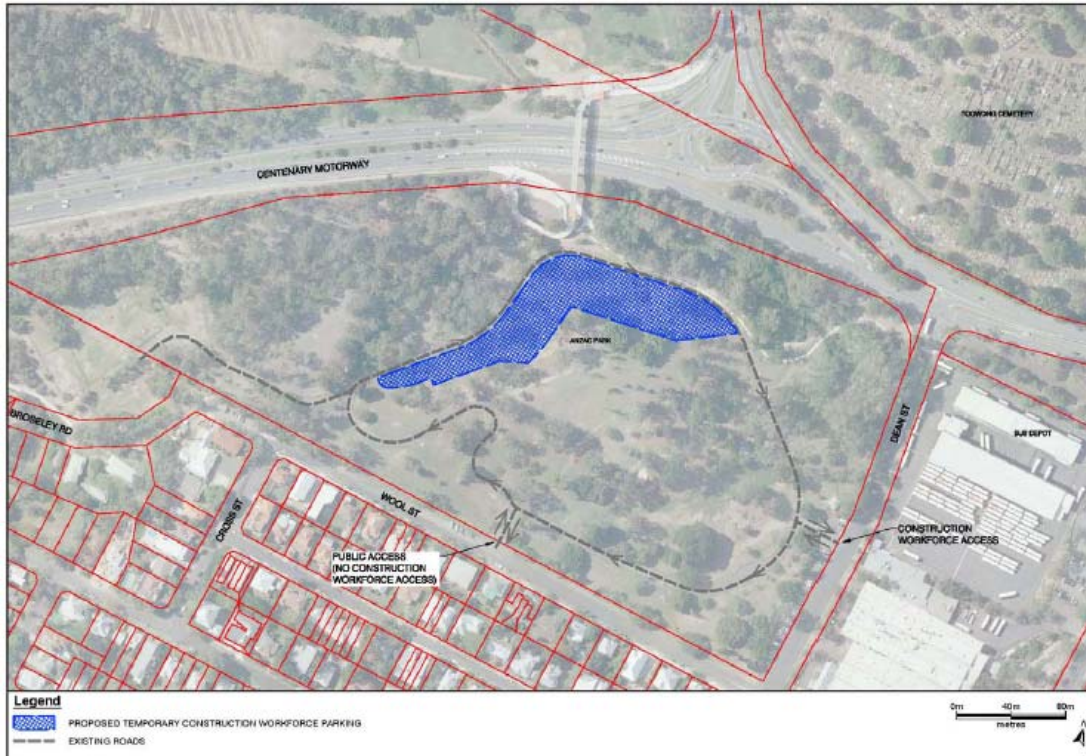 TOOWONG CEMETERY
CENTENARY MOTORWAY
ANZAC PARK
BROSELEY RD
DEAN ST
BUS DEPOT
WOOL ST
CROSS ST
CONSTRUCTION
WORKFORCE ACCESS
PUBLIC ACCESS
(NO CONSTRUCTION
WORKFORCE ACCESS)
Legend
PROPOSED TEMPORARY CONSTRUCTION WORKFORCE PARKING
EXISTING ROADS
0m 40m 80m
metres
N